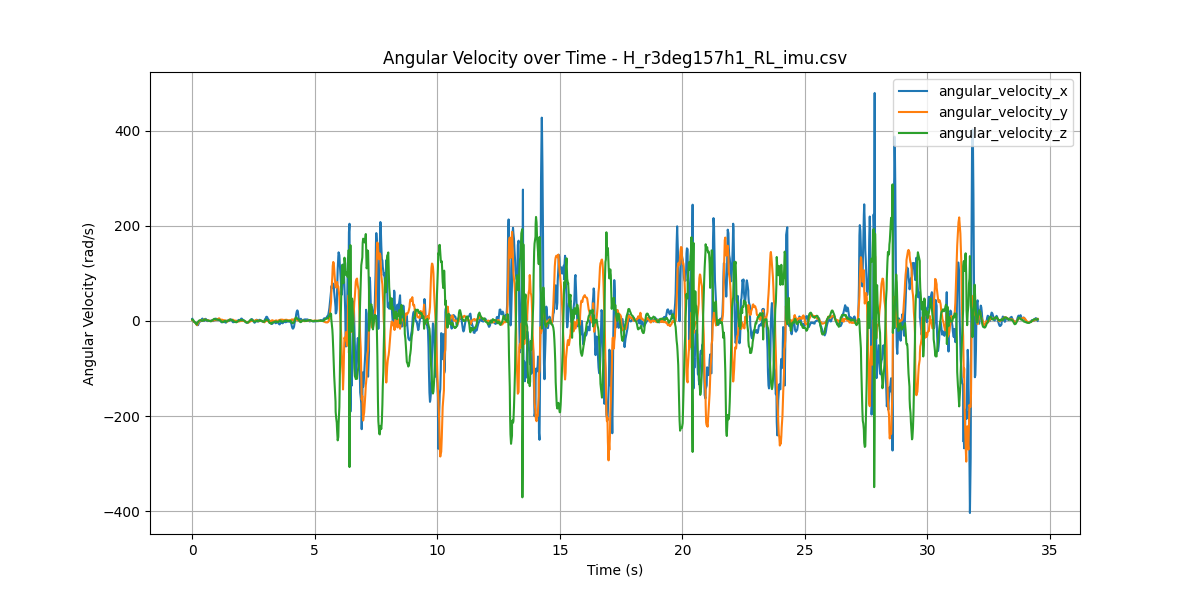 Angular Velocity over Time - H_r3deg157h1_RL_imu.csv
angular_velocity_x
angular_velocity_y
angular_velocity_z
Angular Velocity (rad/s)
400
200
0
−200
−400
0 5 10 15 20 25 30 35
Time (s)